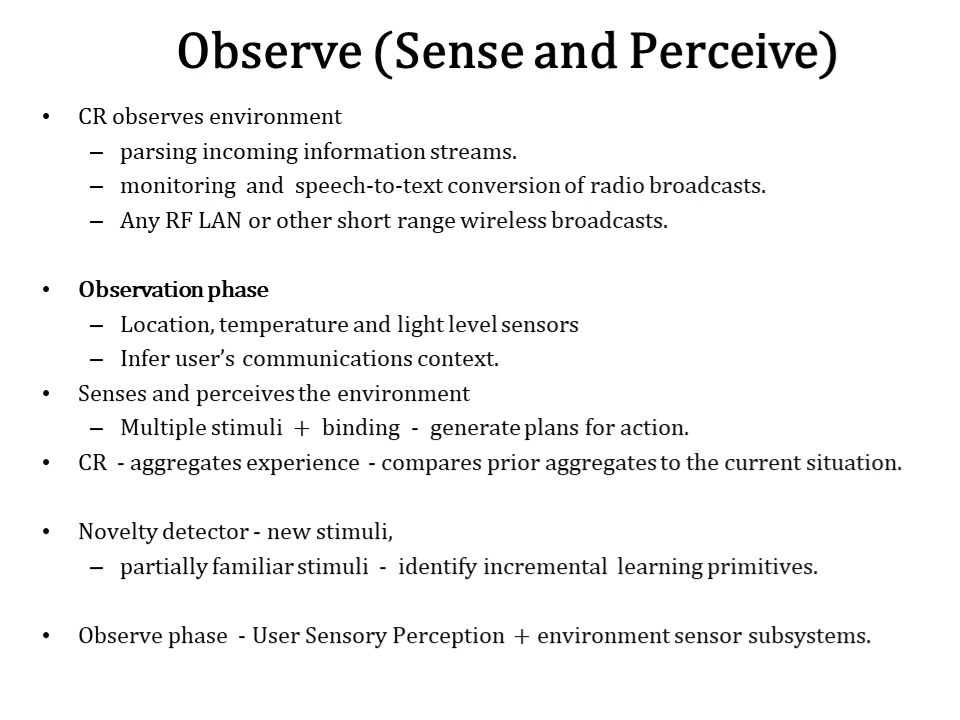 Observe (Sense and Perceive)
• CR observes environment
– parsing incoming information streams.
– monitoring and speech-to-text conversion of radio broadcasts.
– Any RF LAN or other short range wireless broadcasts.
• Observation phase
– Location, temperature and light level sensors
– Infer user’s communications context.
• Senses and perceives the environment
– Multiple stimuli + binding - generate plans for action.
• CR - aggregates experience - compares prior aggregates to the current situation.
• Novelty detector - new stimuli,
– partially familiar stimuli - identify incremental learning primitives.
• Observe phase - User Sensory Perception + environment sensor subsystems.